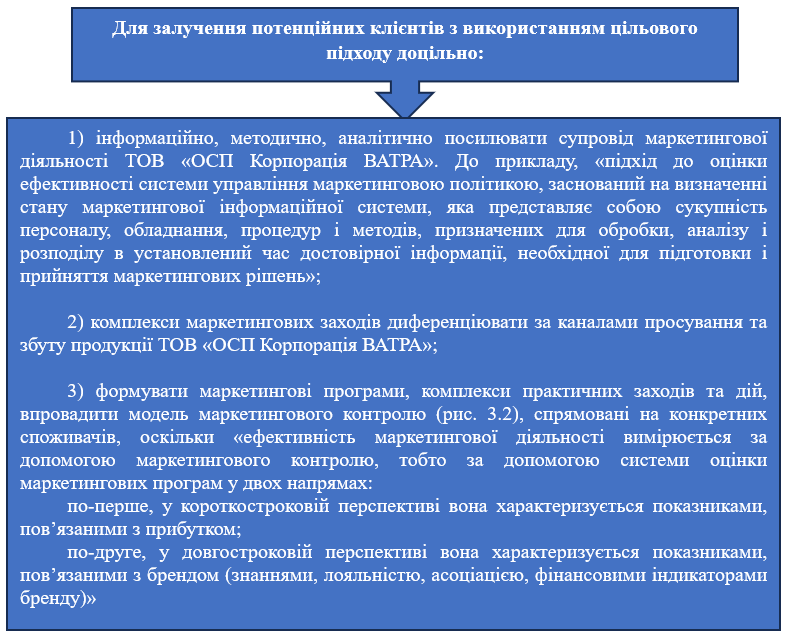 Для залучення потенційних клієнтів з використанням цільового
підходу доцільно:
1) інформаційно, методично, аналітично посилювати супровід маркетингової
діяльності ТОВ «ОСП Корпорація ВАТРА». До прикладу, «підхід до оцінки
ефективності системи управління маркетинговою політикою, заснований на визначенні
стану маркетингової інформаційної системи, яка представляє собою сукупність
персоналу, обладнання, процедур і методів, призначених для обробки, аналізу і
розподілу в установлений час достовірної інформації, необхідної для підготовки і
прийняття маркетингових рішень»;
2) комплекси маркетингових заходів диференціювати за каналами просування та
збуту продукції ТОВ «ОСП Корпорація ВАТРА»;
3) формувати маркетингові програми, комплекси практичних заходів та дій,
впровадити модель маркетингового контролю (рис. 3.2), спрямовані на конкретних
споживачів, оскільки «ефективність маркетингової діяльності вимірюється за
допомогою маркетингового контролю, тобто за допомогою системи оцінки
маркетингових програм у двох напрямах:
по-перше, у короткостроковій перспективі вона характеризується показниками,
пов’язаними з прибутком;
по-друге, у довгостроковій перспективі вона характеризується показниками,
пов’язаними з брендом (знаннями, лояльністю, асоціацією, фінансовими індикаторами
бренду)»